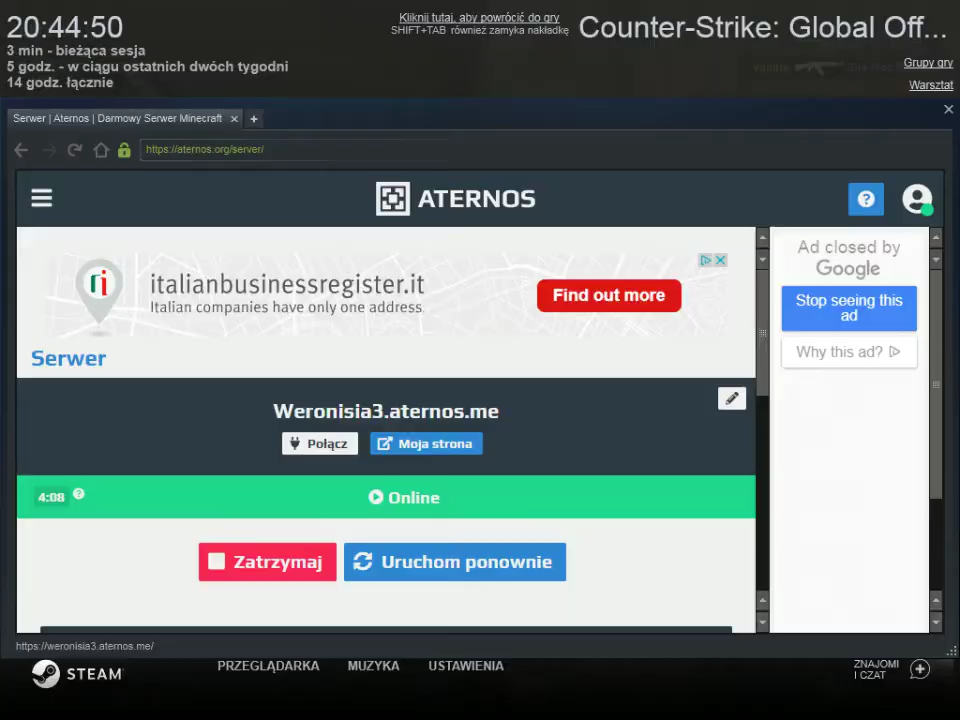 20:44:50
3 min - bieżąca sesja
5 godz. - w ciągu ostatnich dwóch tygodni
14 godz. łącznie
Kliknij tutaj, aby powrócić do gry
SHIFT+TAB również zamyka nakładkę
Counter-Strike: Global Off...
Grupy gry
Warsztat
Serwer | Aternos | Darmowy Serwer Minecraft
https://aternos.org/server/
ATERNOS
ri
italianbusinessregister.it
Italian companies have only one address
Find out more
Ad closed by
Google
Stop seeing this
ad
Why this ad?
Serwer
Weronisia3.aternos.me
Połącz
Moja strona
4:08
Online
Zatrzymaj
Uruchom ponownie
https://weronisia3.aternos.me/
STEAM
PRZEGLĄDARKA
MUZYKA
USTAWIENIA
ZNAJOMI
I CZAT